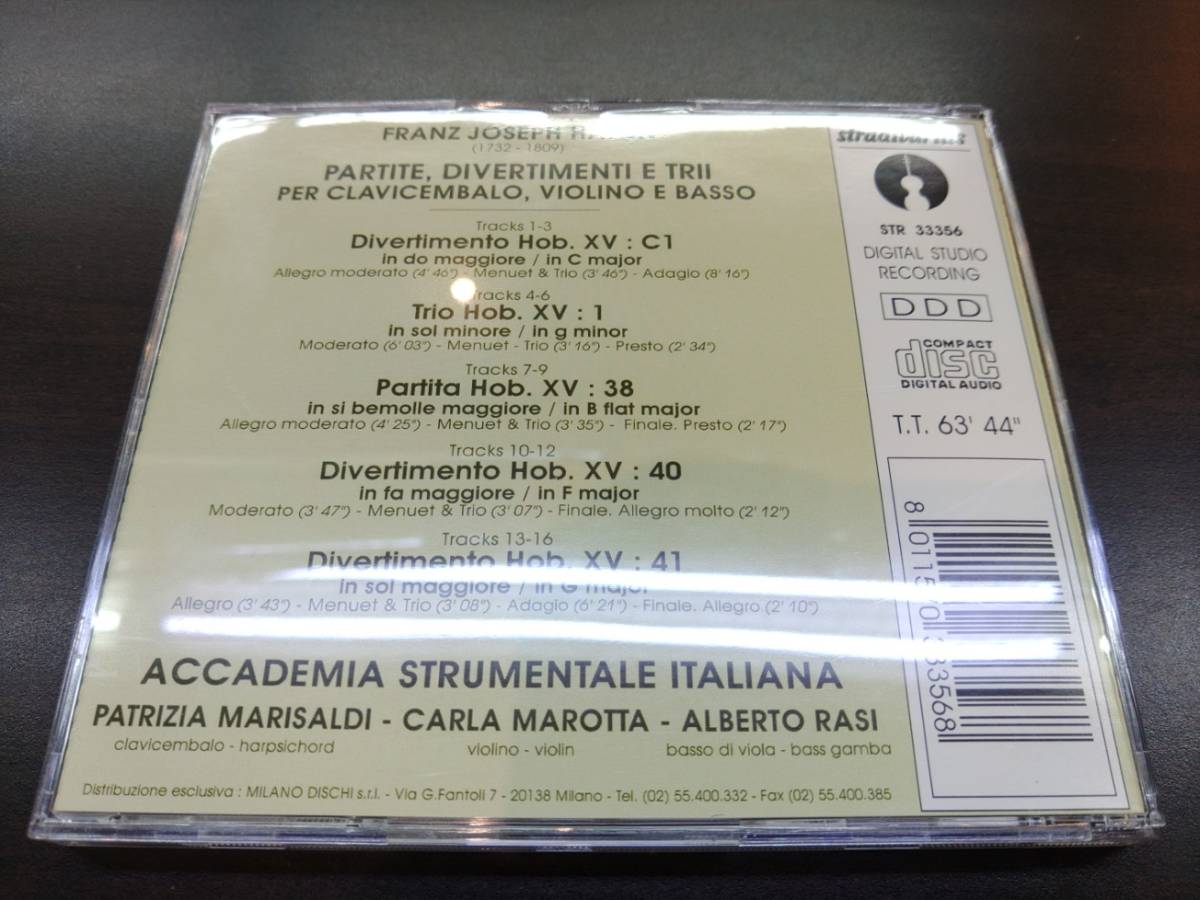 FRANZ JOSEPH
(1732 - 1809)
PARTITE, DIVERTIMENTI E TRII
PER CLAVICEMBALO, VIOLINO E BASSO
Tracks 1-3
Divertimento Hob. XV : C1
in do maggiore / in C major
Allegro moderato (4' 46") - Menuet & Trio (3' 46") - Adagio (8' 16")
Tracks 4-6
Trio Hob. XV : 1
in sol minore / in g minor
Moderato (6' 03") - Menuet - Trio (3' 16") - Presto (2' 34")
Tracks 7-9
Partita Hob. XV : 38
in si bemolle maggiore / in B flat major
Allegro moderato (4' 25") - Menuet & Trio (3' 35") - Finale. Presto (2' 17")
Tracks 10-12
Divertimento Hob. XV : 40
in fa maggiore / in F major
Moderato (3' 47") - Menuet & Trio (3' 07") - Finale. Allegro molto (2' 12")
Tracks 13-16
Divertimento Hob. XV : 41
in sol maggiore / in G major
Allegro (3' 43") - Menuet & Trio (3' 08") - Adagio (6' 21") - Finale. Allegro (2' 10")
ACCADEMIA STRUMENTALE ITALIANA
PATRIZIA MARISALDI - CARLA MAROTTA - ALBERTO RASI
clavicembalo - harpsichord violino - violin basso di viola - bass gamba
Distribuzione esclusiva : MILANO DISCHI s.r.l. - Via G.Fantoli 7 - 20138 Milano - Tel. (02) 55.400.332 - Fax (02) 55.400.385
stradivarius
STR 33356
DIGITAL STUDIO
RECORDING
DDD
COMPACT
disc
DIGITAL AUDIO
T.T. 63' 44"
8 011570 333568